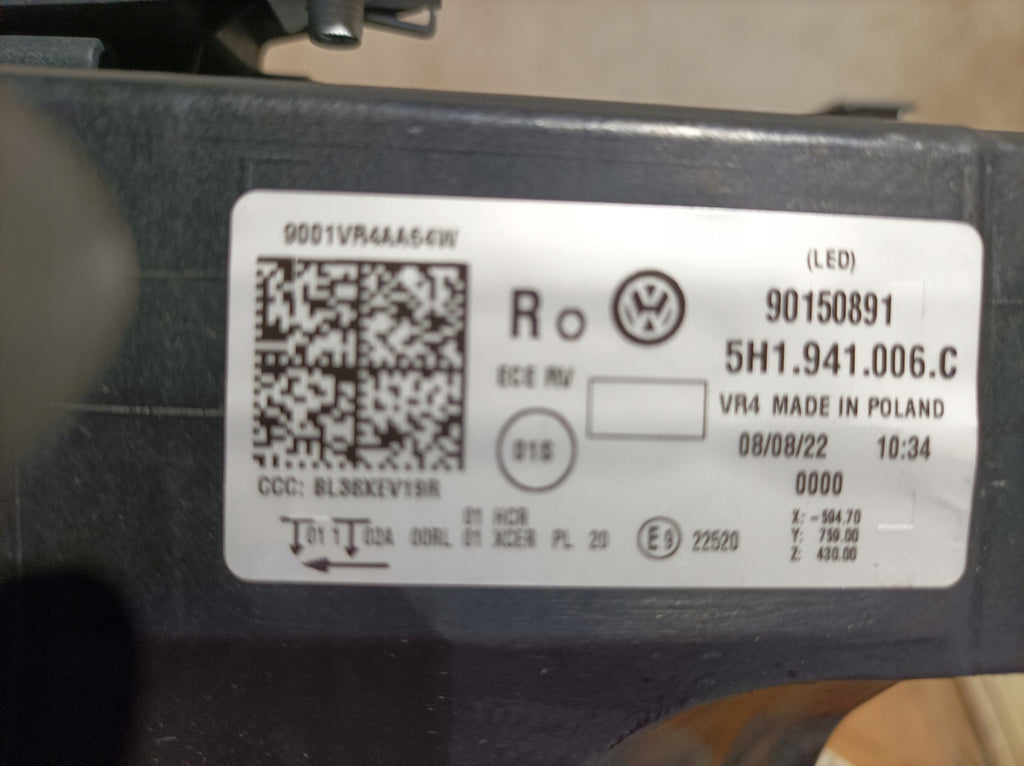 9001VR4AA64W
R
(LED)
90150891
5H1.941.006.C
ECE RV
VR4 MADE IN POLAND
01S
08/08/22 10:34
0000
CCC: BL38XEV19R
01 HCR
01 1 02A 00RL 01 XCER PL 20
E9 22520
X: -594.70
Y: 759.00
Z: 430.00